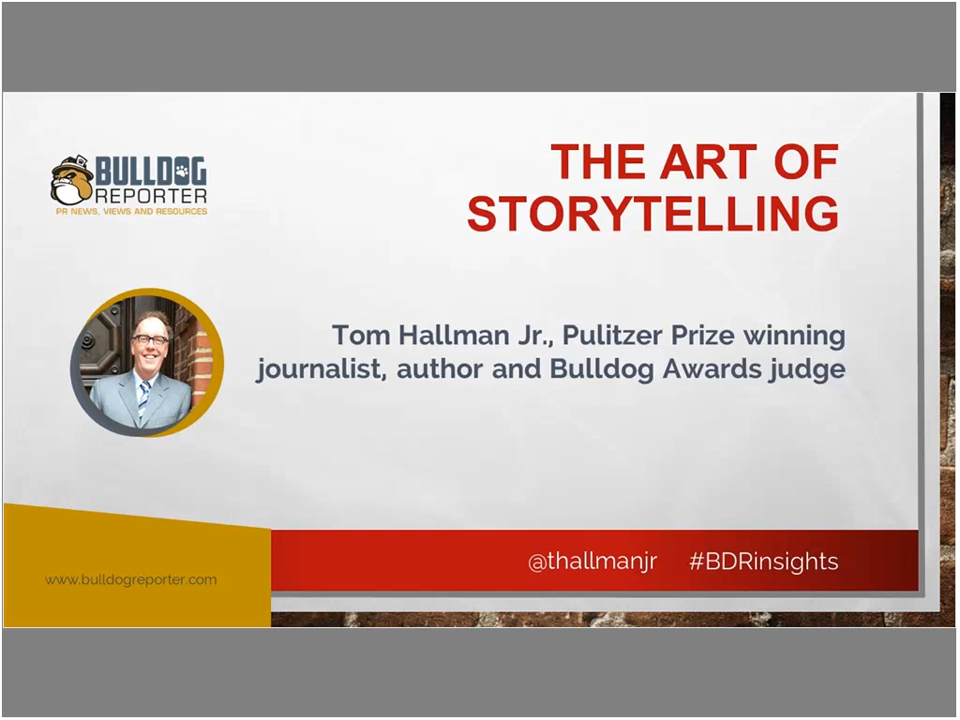 BULLDOG
REPORTER
PR NEWS, VIEWS AND RESOURCES
THE ART OF
STORYTELLING
Tom Hallman Jr., Pulitzer Prize winning
journalist, author and Bulldog Awards judge
www.bulldogreporter.com
@thallmanjr #BDRinsights